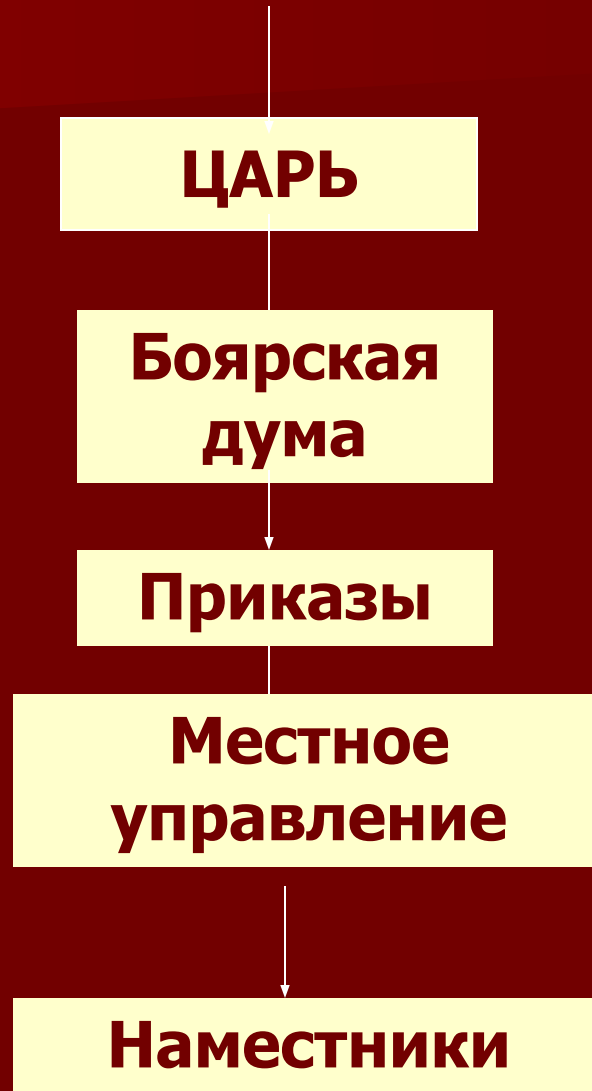 ЦАРЬ
Боярская
дума
Приказы
Местное
управление
Наместники